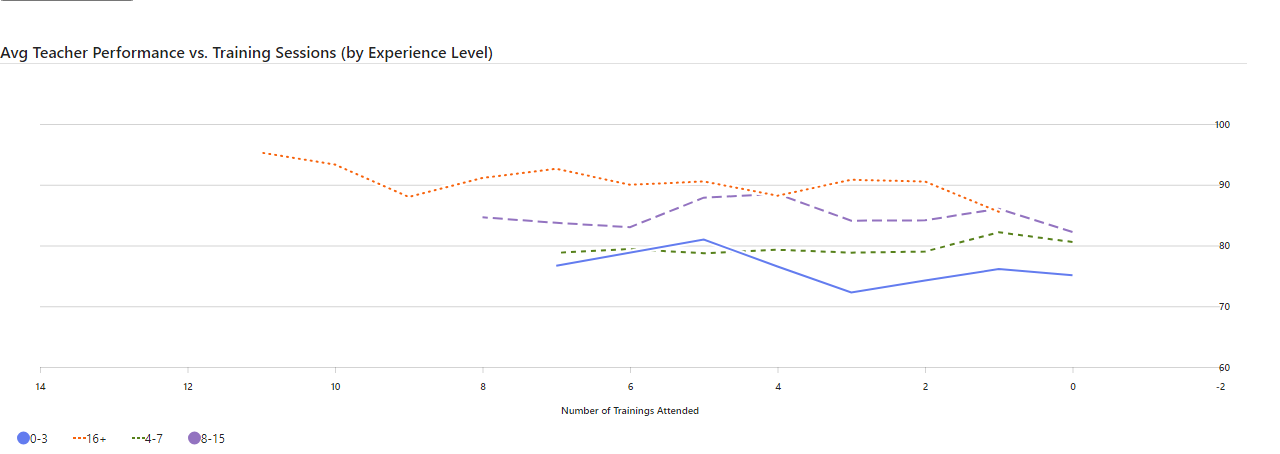 Avg Teacher Performance vs. Training Sessions (by Experience Level)
100
90
80
70
60
14 12 10 8 6 4 2 0 -2
Number of Trainings Attended
0-3 16+ 4-7 8-15